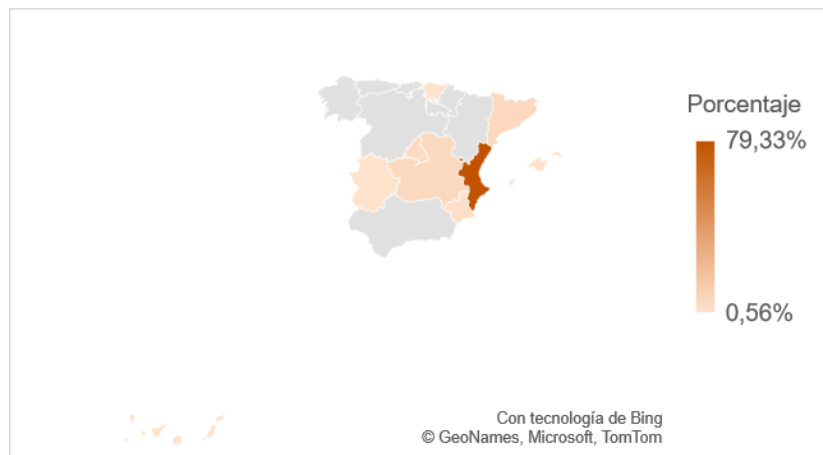 Porcentaje
79,33%
0,56%
Con tecnología de Bing
© GeoNames, Microsoft, TomTom